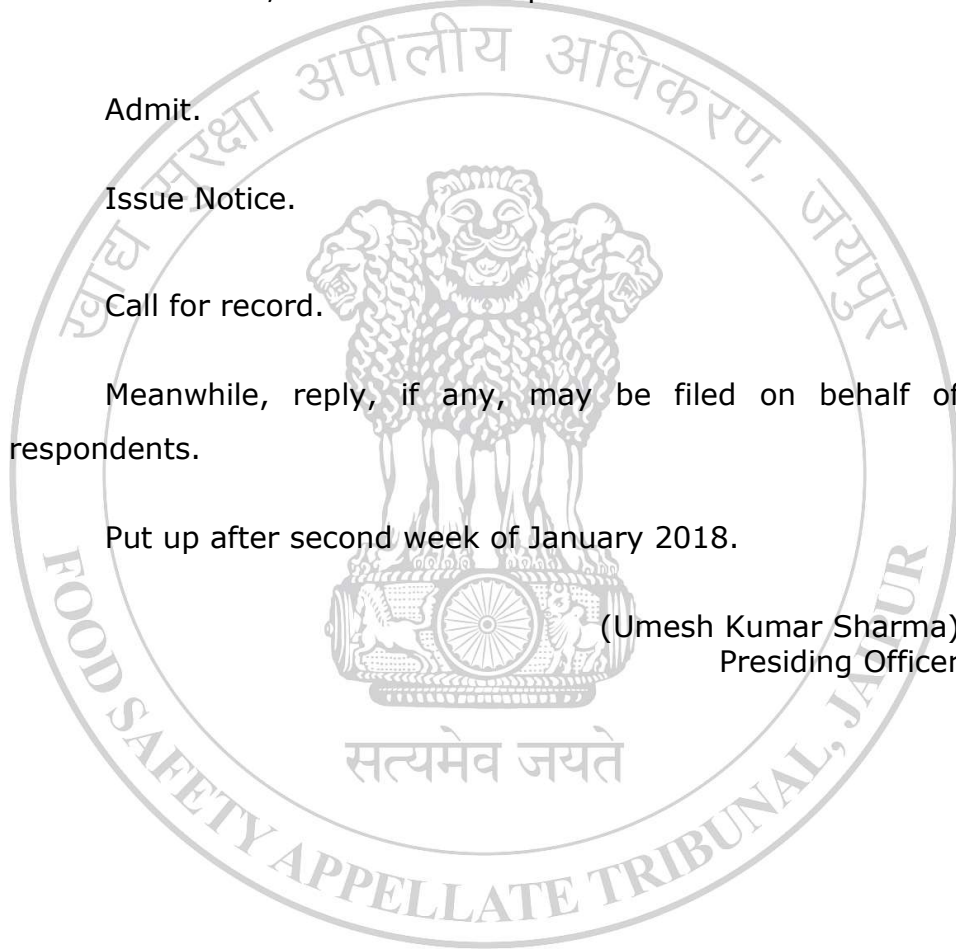 खाद्य सुरक्षा अपीलीय अधिकरण, जयपुर
Admit.
Issue Notice.
Call for record.
Meanwhile, reply, if any, may be filed on behalf of
respondents.
Put up after second week of January 2018.
(Umesh Kumar Sharma)
Presiding Officer
सत्यमेव जयते
FOOD SAFETY APPELLATE TRIBUNAL, JAIPUR